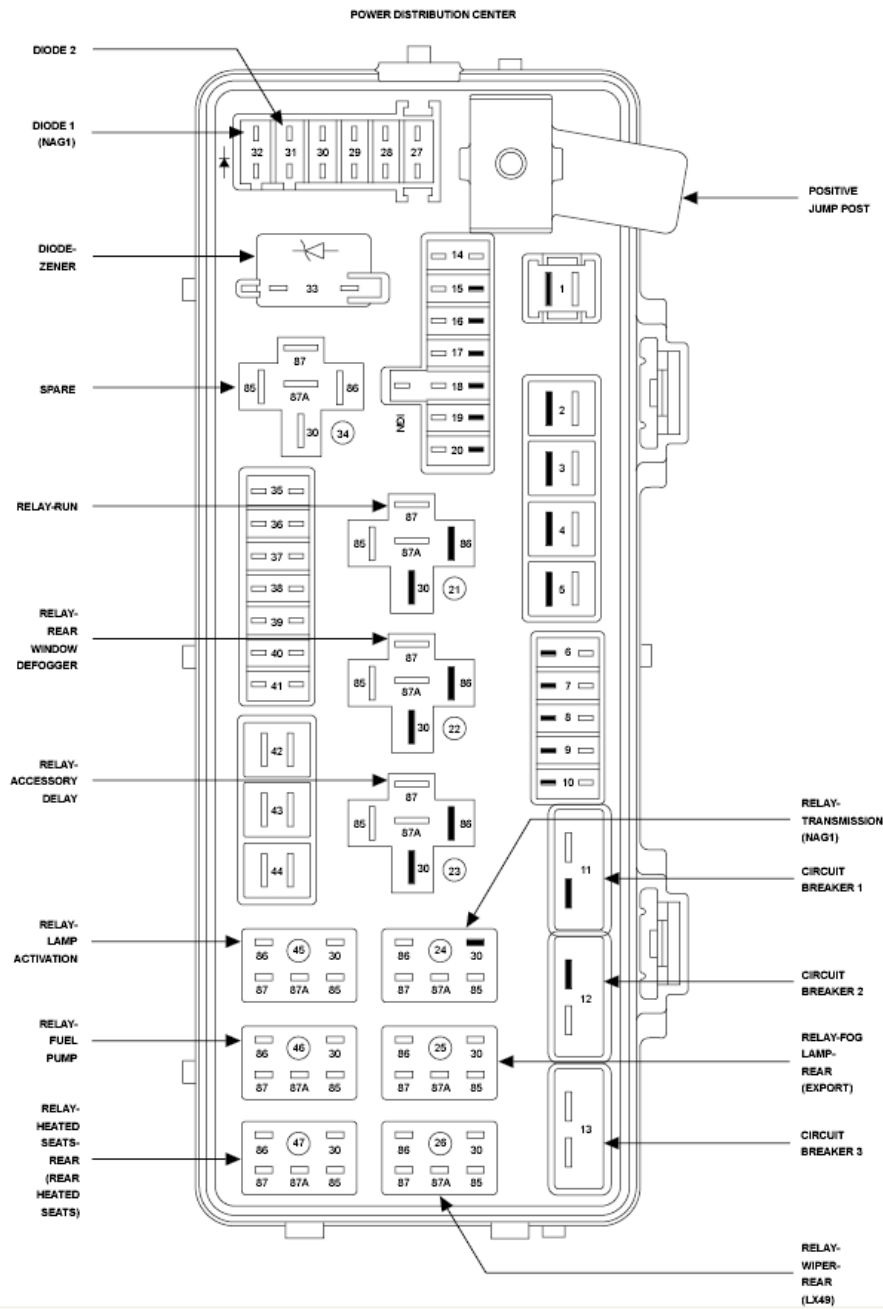 POWER DISTRIBUTION CENTER
DIODE 2
DIODE 1
(NAG1)
32 31 30 29 28 27
POSITIVE
JUMP POST
DIODE-
ZENER
33
14
15
16
17
18
19
20
IGN
1
SPARE
87
85 87A 86
30 34
2
3
4
5
35
36
37
38
39
40
41
RELAY-RUN
87
85 87A 86
30 21
RELAY-
REAR
WINDOW
DEFOGGER
87
85 87A 86
30 22
6
7
8
9
10
42
43
44
RELAY-
ACCESSORY
DELAY
87
85 87A 86
30 23
RELAY-
TRANSMISSION
(NAG1)
11
CIRCUIT
BREAKER 1
RELAY-
LAMP
ACTIVATION
86 45 30
87 87A 85
86 24 30
87 87A 85
12
CIRCUIT
BREAKER 2
RELAY-
FUEL
PUMP
86 46 30
87 87A 85
86 25 30
87 87A 85
RELAY-FOG
LAMP-
REAR
(EXPORT)
RELAY-
HEATED
SEATS-
REAR
(REAR
HEATED
SEATS)
86 47 30
87 87A 85
86 26 30
87 87A 85
13
CIRCUIT
BREAKER 3
RELAY-
WIPER-
REAR
(LX49)